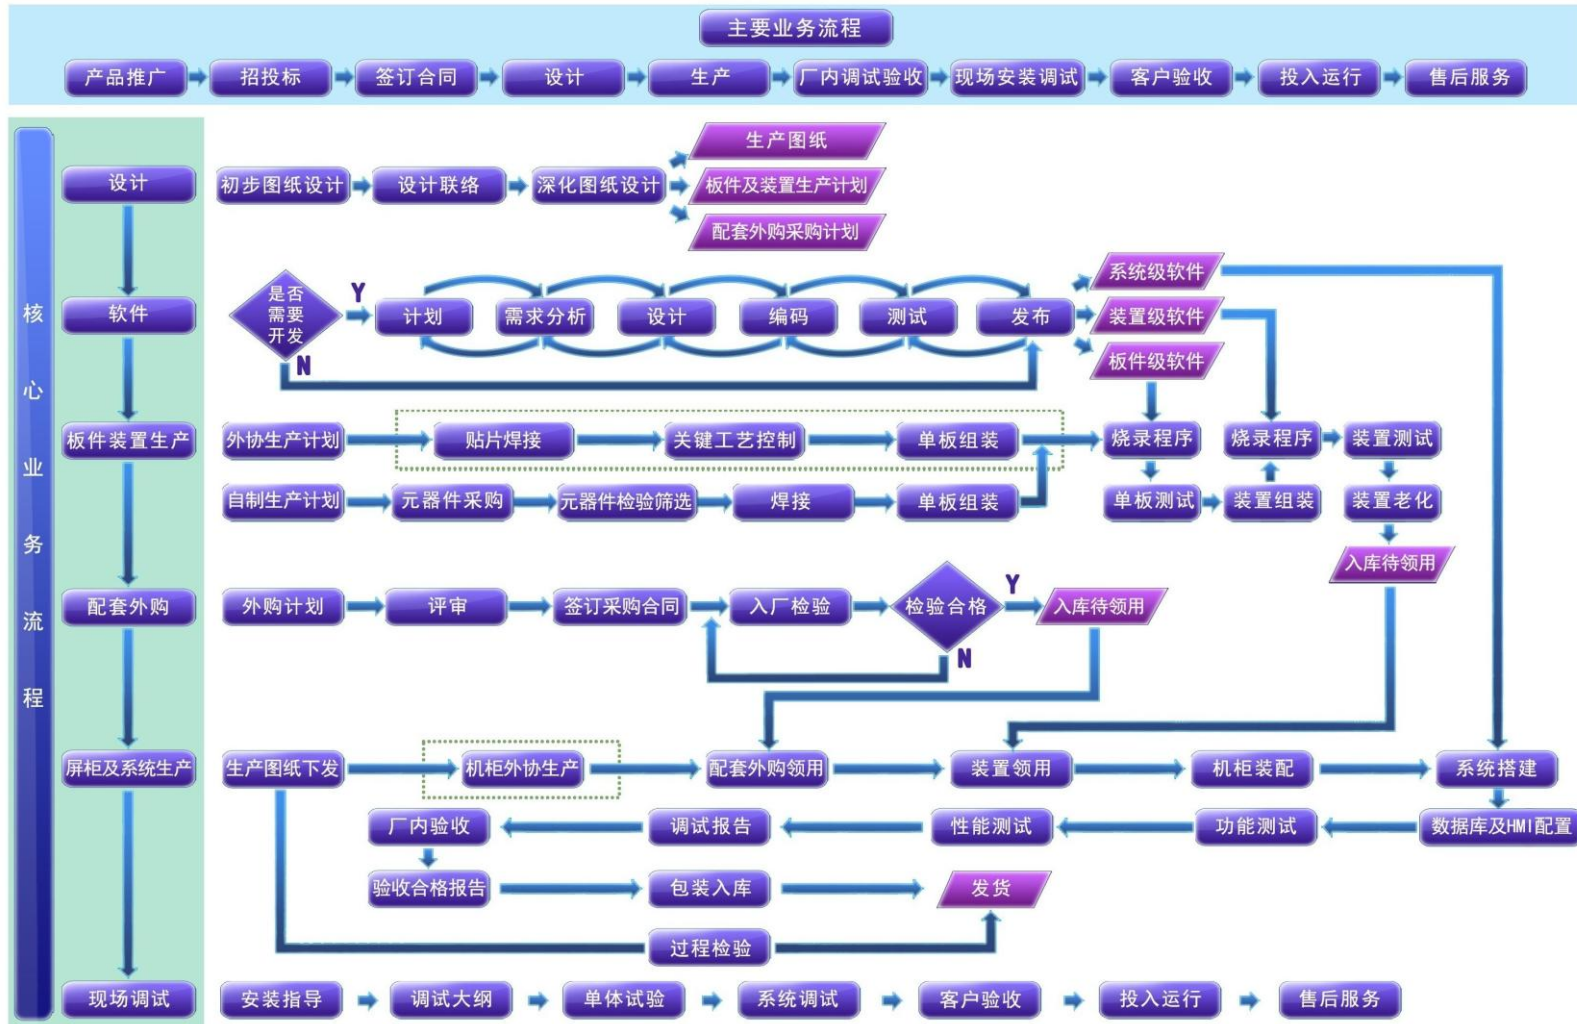 主要业务流程
产品推广
招投标
签订合同
设计
生产
厂内调试验收
现场安装调试
客户验收
投入运行
售后服务
核心业务流程
设计
初步图纸设计
设计联络
深化图纸设计
生产图纸
板件及装置生产计划
配套外购采购计划
软件
是否
需要
开发
Y
N
计划
需求分析
设计
编码
测试
发布
系统级软件
装置级软件
板件级软件
板件装置生产
外协生产计划
贴片焊接
关键工艺控制
单板组装
烧录程序
烧录程序
装置测试
自制生产计划
元器件采购
元器件检验筛选
焊接
单板组装
单板测试
装置组装
装置老化
入库待领用
配套外购
外购计划
评审
签订采购合同
入厂检验
检验合格
Y
N
入库待领用
屏柜及系统生产
生产图纸下发
机柜外协生产
配套外购领用
装置领用
机柜装配
系统搭建
厂内验收
调试报告
性能测试
功能测试
数据库及HMI配置
验收合格报告
包装入库
发货
过程检验
现场调试
安装指导
调试大纲
单体试验
系统调试
客户验收
投入运行
售后服务